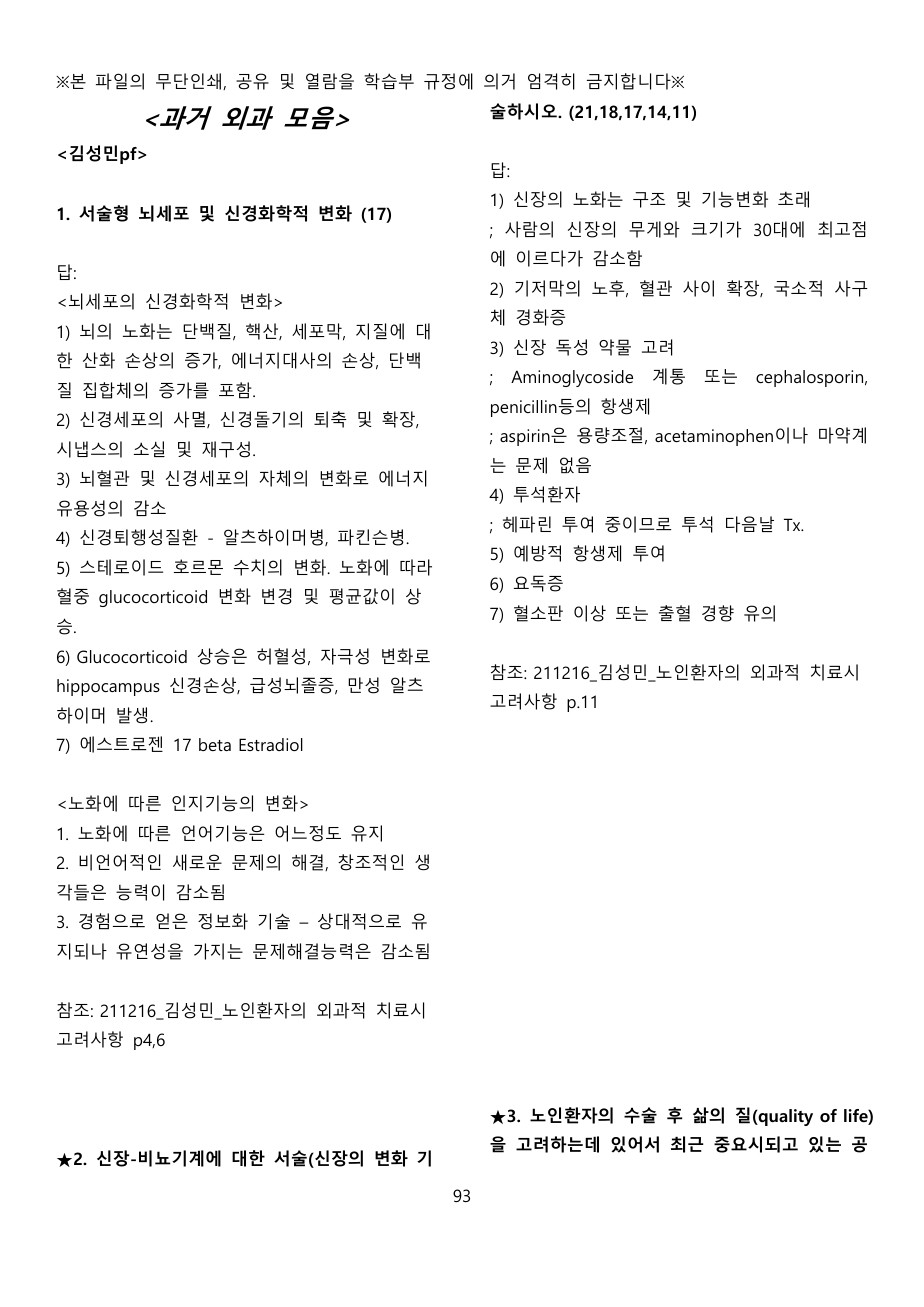 ※본 파일의 무단인쇄, 공유 및 열람을 학습부 규정에 의거 엄격히 금지합니다※
<과거 외과 모음>
<김성민pf>
1. 서술형 뇌세포 및 신경화학적 변화 (17)
답:
<뇌세포의 신경화학적 변화>
1) 뇌의 노화는 단백질, 핵산, 세포막, 지질에 대
한 산화 손상의 증가, 에너지대사의 손상, 단백
질 집합체의 증가를 포함.
2) 신경세포의 사멸, 신경돌기의 퇴축 및 확장,
시냅스의 소실 및 재구성.
3) 뇌혈관 및 신경세포의 자체의 변화로 에너지
유용성의 감소
4) 신경퇴행성질환 - 알츠하이머병, 파킨슨병.
5) 스테로이드 호르몬 수치의 변화. 노화에 따라
혈중 glucocorticoid 변화 변경 및 평균값이 상
승.
6) Glucocorticoid 상승은 허혈성, 자극성 변화로
hippocampus 신경손상, 급성뇌졸증, 만성 알츠
하이머 발생.
7) 에스트로젠 17 beta Estradiol
<노화에 따른 인지기능의 변화>
1. 노화에 따른 언어기능은 어느정도 유지
2. 비언어적인 새로운 문제의 해결, 창조적인 생
각들은 능력이 감소됨
3. 경험으로 얻은 정보화 기술 – 상대적으로 유
지되나 유연성을 가지는 문제해결능력은 감소됨
참조: 211216_김성민_노인환자의 외과적 치료시
고려사항 p4,6
★2. 신장-비뇨기계에 대한 서술(신장의 변화 기
술하시오. (21,18,17,14,11)
답:
1) 신장의 노화는 구조 및 기능변화 초래
; 사람의 신장의 무게와 크기가 30대에 최고점
에 이르다가 감소함
2) 기저막의 노후, 혈관 사이 확장, 국소적 사구
체 경화증
3) 신장 독성 약물 고려
; Aminoglycoside 계통 또는 cephalosporin,
penicillin등의 항생제
; aspirin은 용량조절, acetaminophen이나 마약계
는 문제 없음
4) 투석환자
; 헤파린 투여 중이므로 투석 다음날 Tx.
5) 예방적 항생제 투여
6) 요독증
7) 혈소판 이상 또는 출혈 경향 유의
참조: 211216_김성민_노인환자의 외과적 치료시
고려사항 p.11
★3. 노인환자의 수술 후 삶의 질(quality of life)
을 고려하는데 있어서 최근 중요시되고 있는 공
93